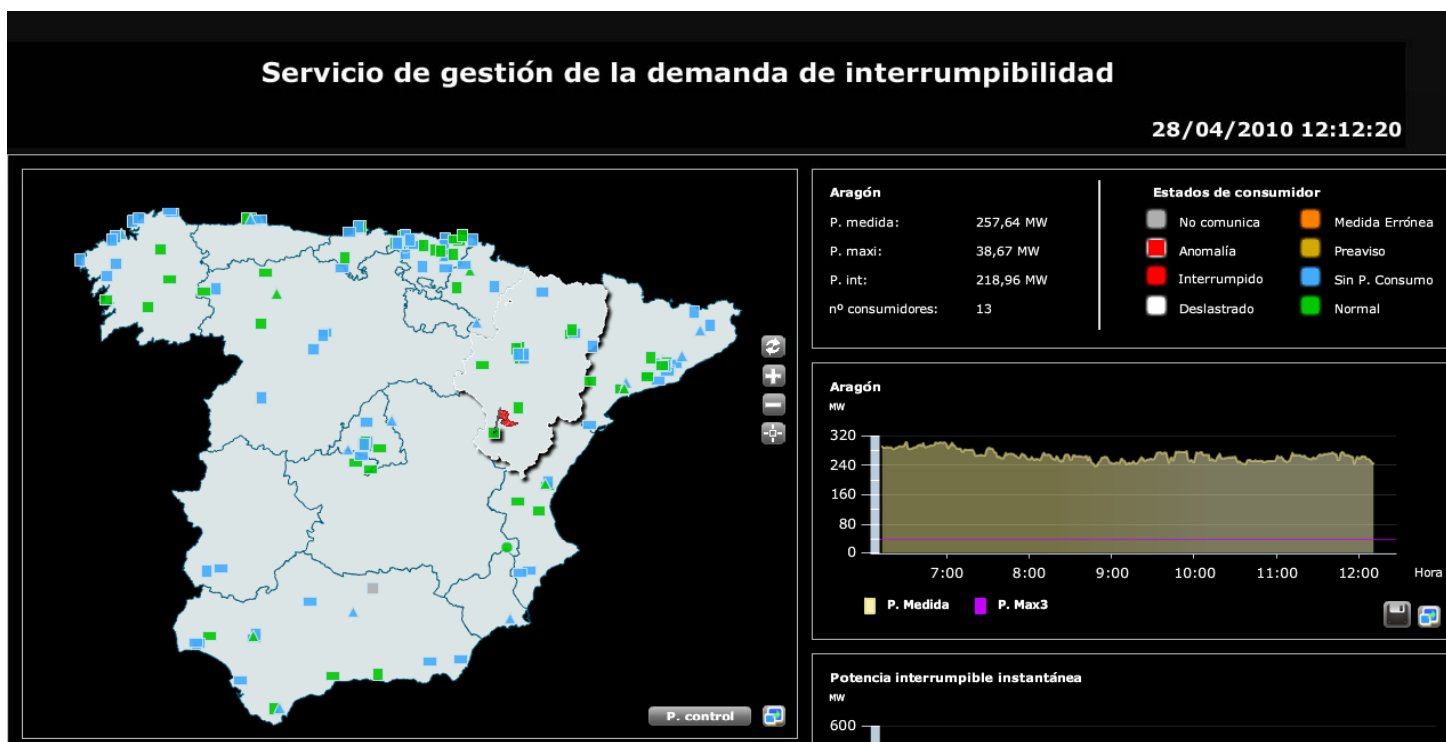 Servicio de gestión de la demanda de interrumpibilidad
28/04/2010 12:12:20
P. control
Aragón
P. medida: 257,64 MW
P. maxi: 38,67 MW
P. int: 218,96 MW
nº consumidores: 13
Estados de consumidor
No comunica Medida Errónea
Anomalía Preaviso
Interrumpido Sin P. Consumo
Deslastrado Normal
Aragón
MW
320
240
160
80
0
7:00 8:00 9:00 10:00 11:00 12:00 Hora
P. Medida P. Max3
Potencia interrumpible instantánea
MW
600